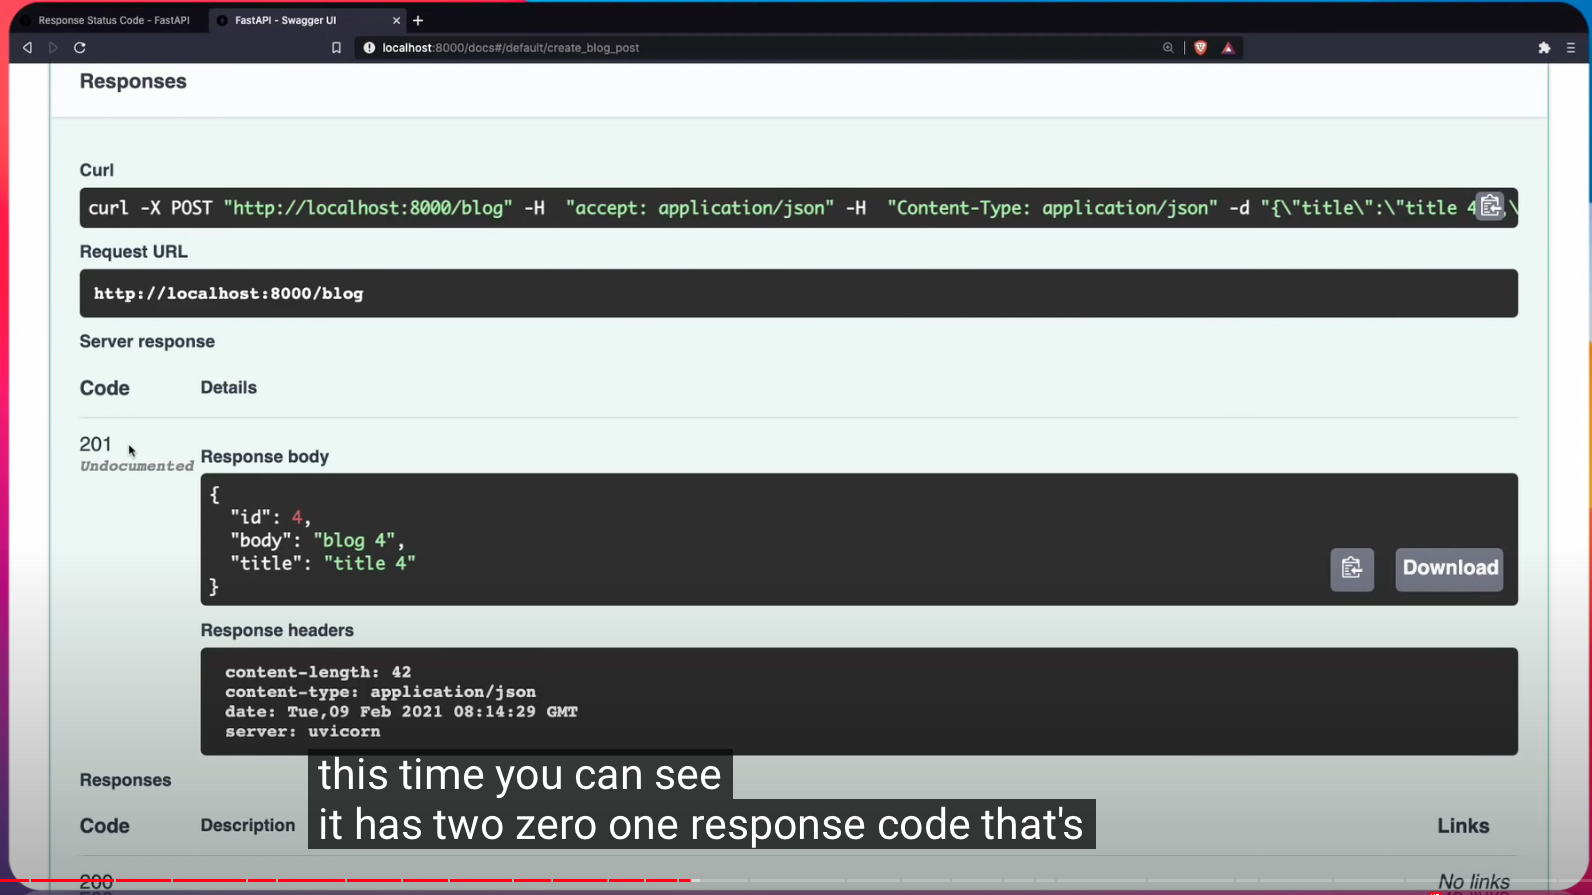 Response Status Code - FastAPI
FastAPI - Swagger UI
localhost:8000/docs#/default/create_blog_post
Responses
Curl
curl -X POST "http://localhost:8000/blog" -H "accept: application/json" -H "Content-Type: application/json" -d "{\"title\":\"title 4
Request URL
http://localhost:8000/blog
Server response
Code Details
201
Undocumented
Response body
{
"id": 4,
"body": "blog 4",
"title": "title 4"
}
Download
Response headers
content-length: 42
content-type: application/json
date: Tue,09 Feb 2021 08:14:29 GMT
server: uvicorn
this time you can see
Responses
it has two zero one response code that's
Code Description Links
200 No links